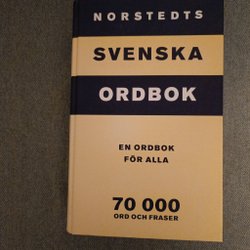 NORSTEDTS
SVENSKA
ORDBOK
EN ORDBOK
FÖR ALLA
70 000
ORD OCH FRASER